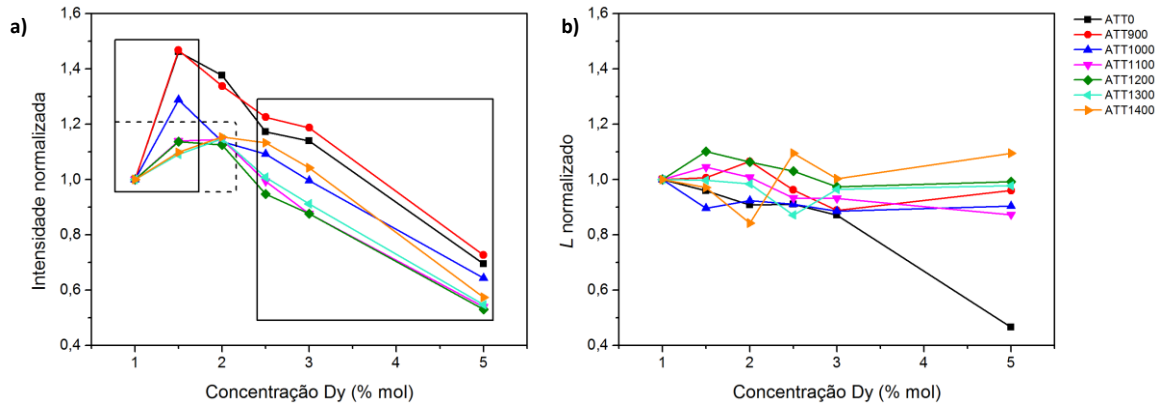 a)
Intensidade normalizada
1,6
1,4
1,2
1,0
0,8
0,6
0,4
1
2
3
4
5
Concentração Dy (% mol)
b)
L normalizado
1,6
1,4
1,2
1,0
0,8
0,6
0,4
1
2
3
4
5
Concentração Dy (% mol)
ATT0
ATT900
ATT1000
ATT1100
ATT1200
ATT1300
ATT1400